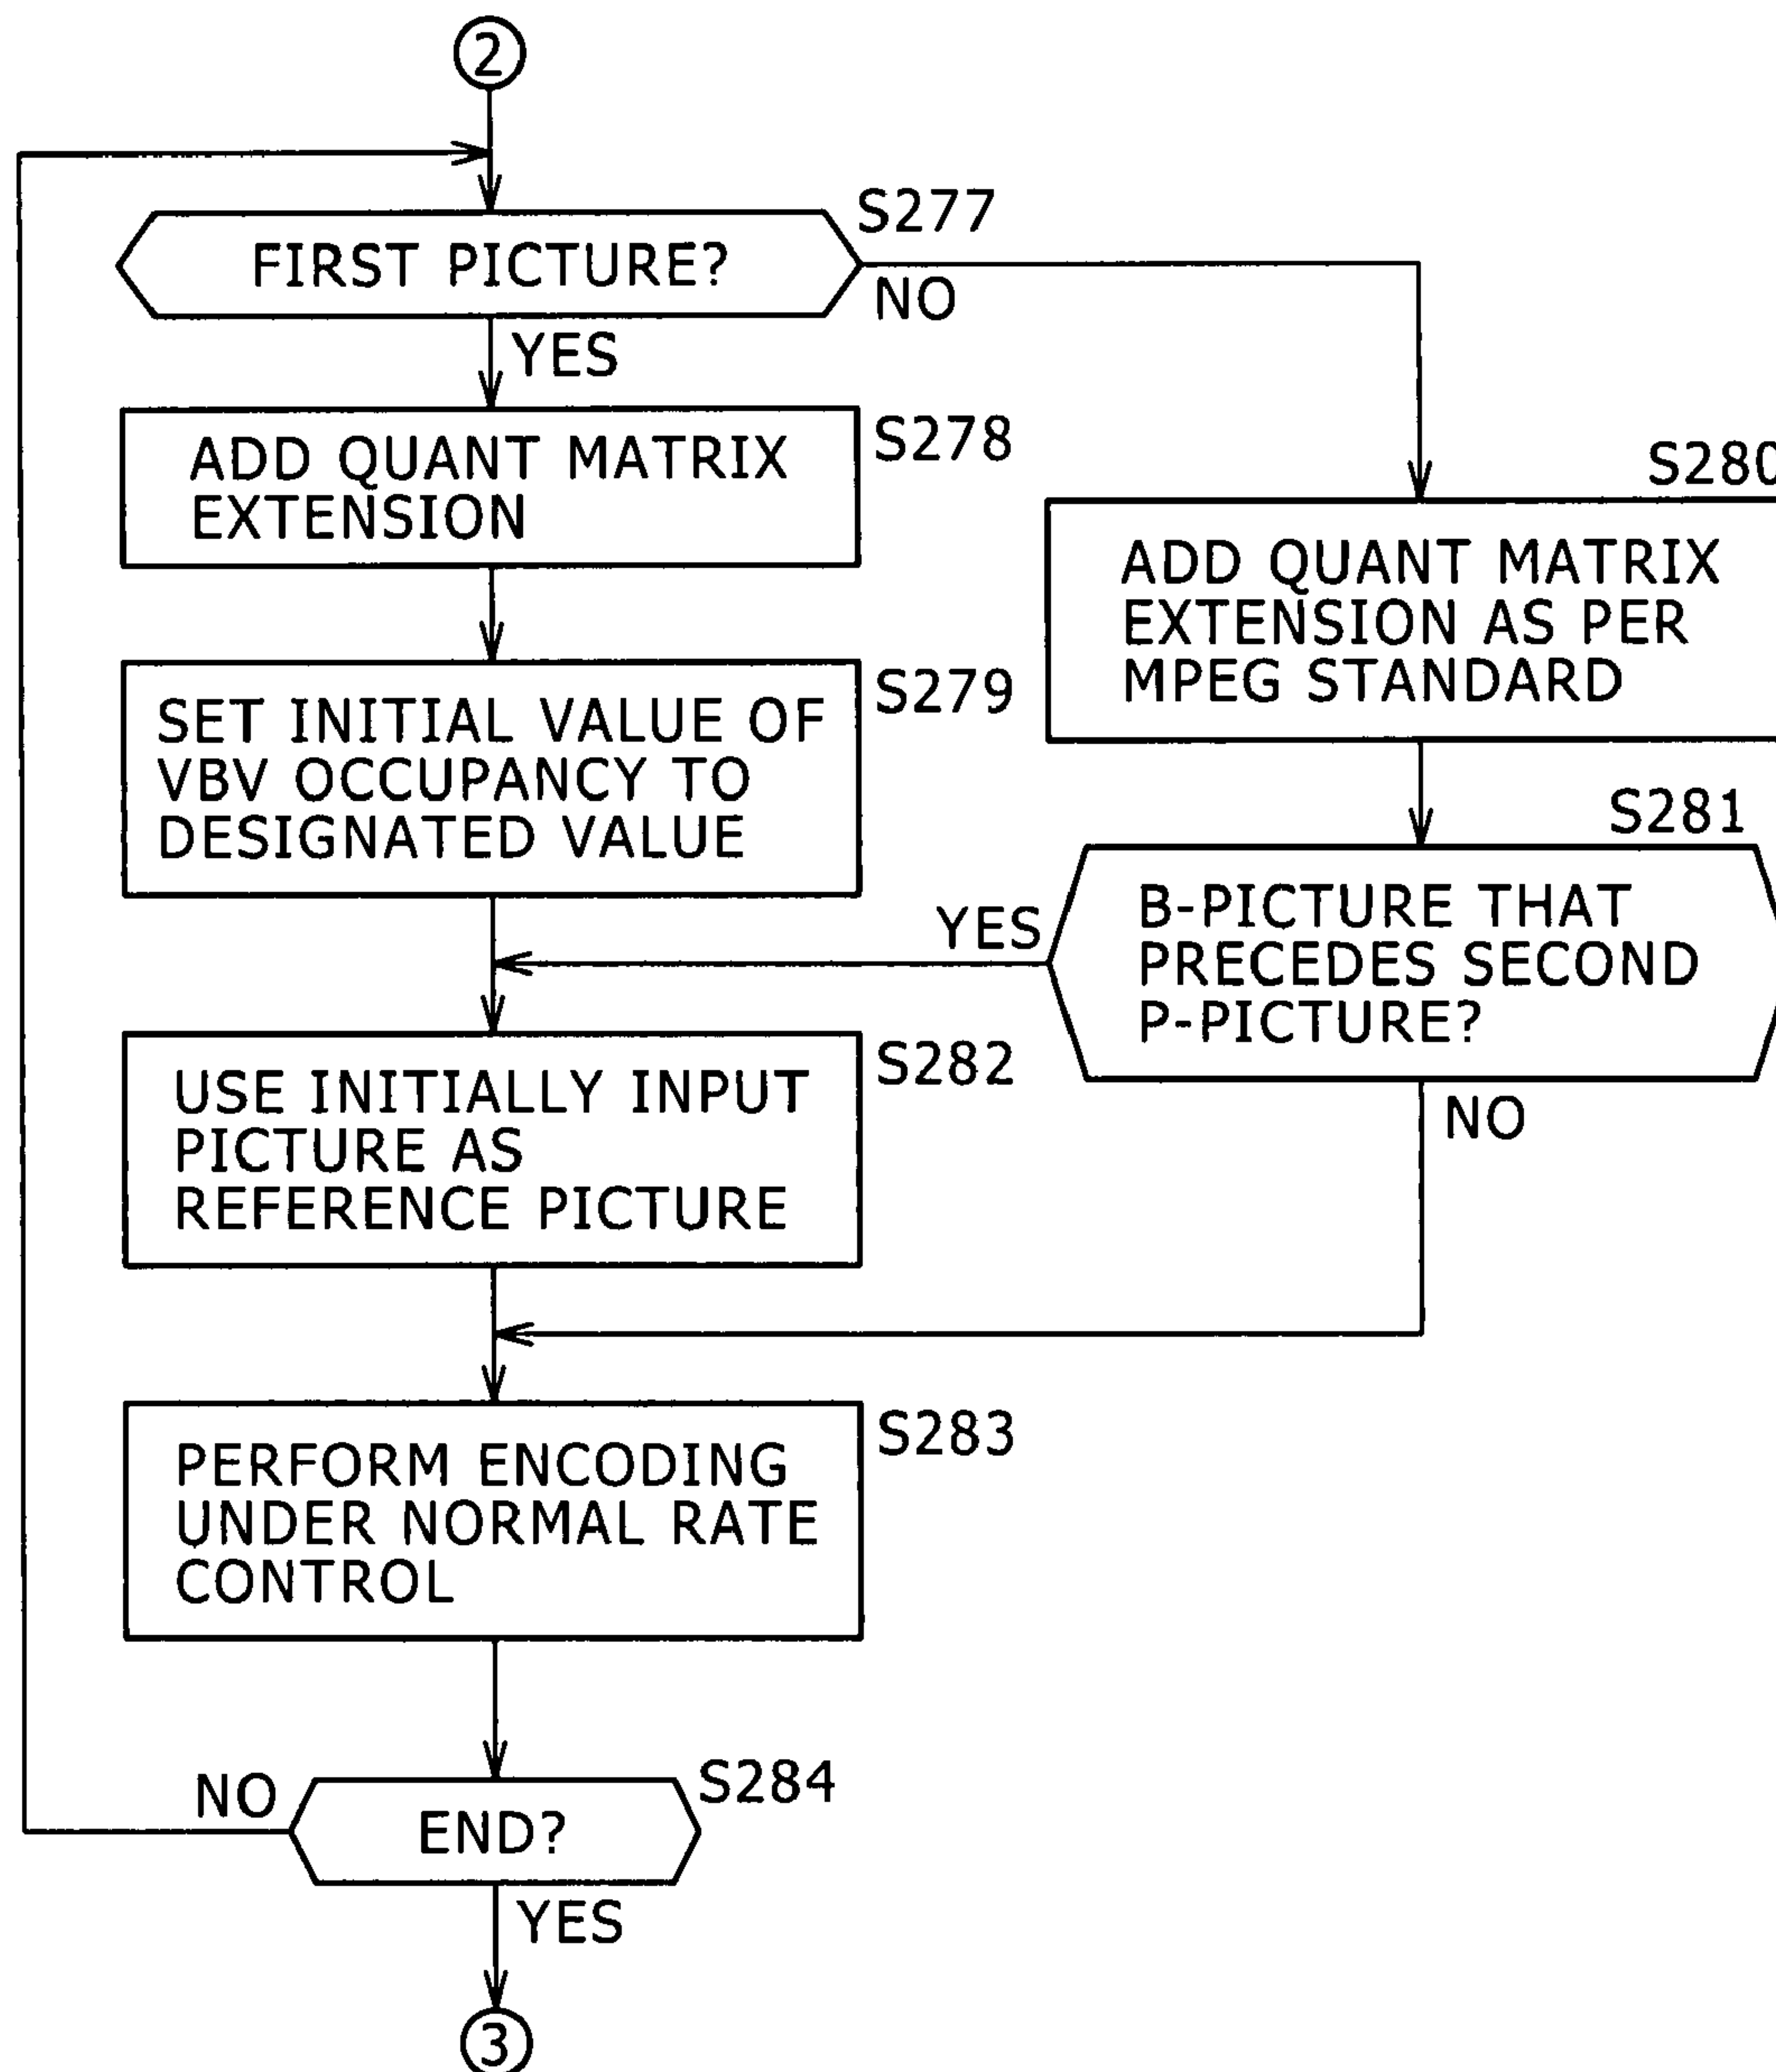 2
FIRST PICTURE?
S277
NO
YES
ADD QUANT MATRIX
EXTENSION
S278
S280
ADD QUANT MATRIX
EXTENSION AS PER
MPEG STANDARD
SET INITIAL VALUE OF
VBV OCCUPANCY TO
DESIGNATED VALUE
S279
S281
YES
B-PICTURE THAT
PRECEDES SECOND
P-PICTURE?
NO
USE INITIALLY INPUT
PICTURE AS
REFERENCE PICTURE
S282
PERFORM ENCODING
UNDER NORMAL RATE
CONTROL
S283
NO
END?
S284
YES
3